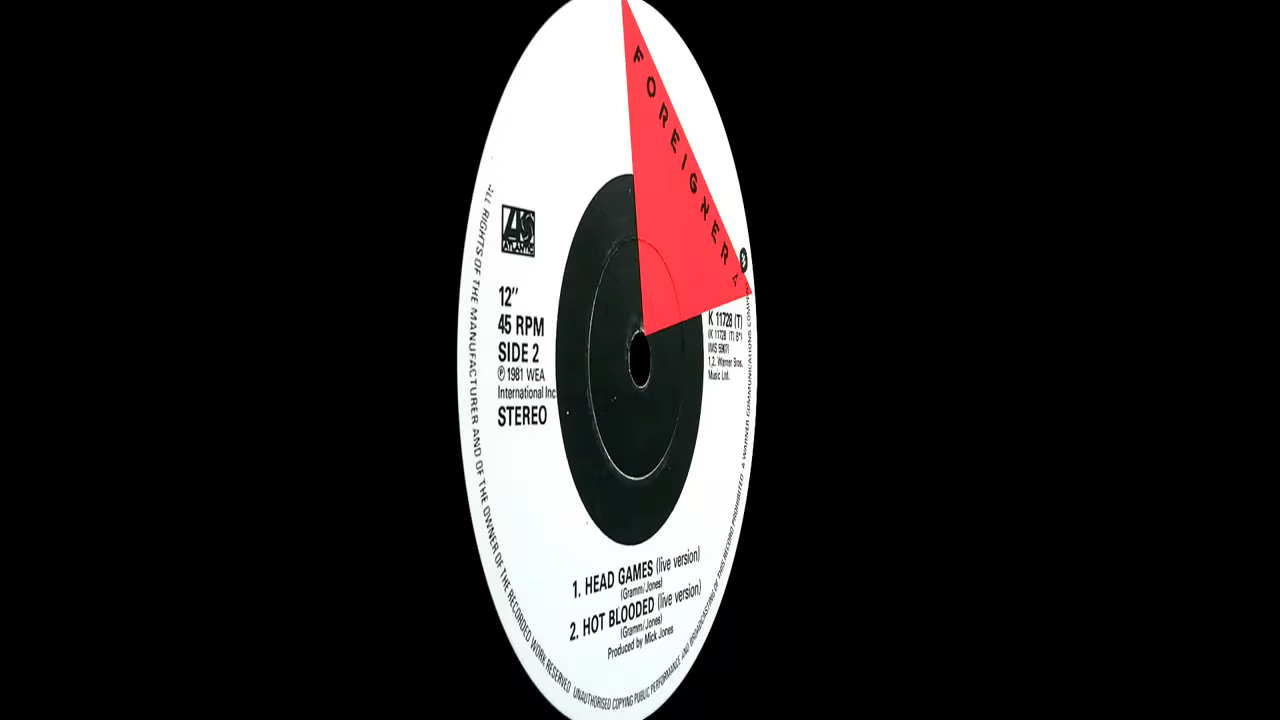 FOREIGNER 4
ATLANTIC
12"
45 RPM
SIDE 2
℗ 1981 WEA
International Inc.
STEREO
K 11728 (T)
(K 11728 (T) B*)
1,2. Warner Bros.
Music Ltd.
1. HEAD GAMES (live version)
(Gramm/Jones)
2. HOT BLOODED (live version)
(Gramm/Jones)
Produced by Mick Jones
ALL RIGHTS OF THE MANUFACTURER AND OF THE OWNER OF THE RECORDED WORK RESERVED UNAUTHORISED COPYING PUBLIC PERFORMANCE AND BROADCASTING OF THIS RECORD PROHIBITED A WARNER COMMUNICATIONS COMPANY